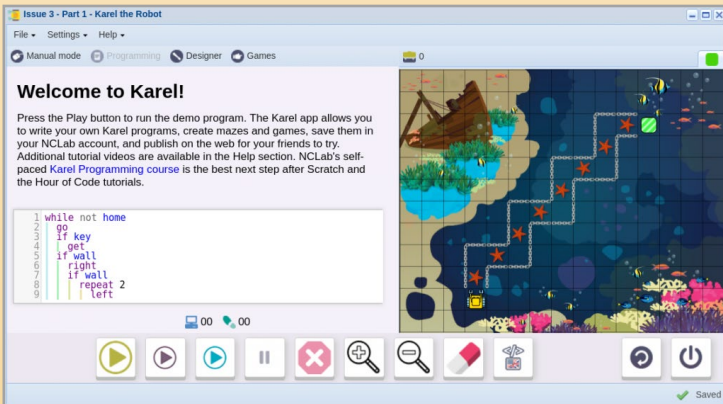 Issue 3 - Part 1 - Karel the Robot
File Settings Help
Manual mode Programming Designer Games
0
Welcome to Karel!
Press the Play button to run the demo program. The Karel app allows you
to write your own Karel programs, create mazes and games, save them in
your NCLab account, and publish on the web for your friends to try.
Additional tutorial videos are available in the Help section. NCLab's self-
paced Karel Programming course is the best next step after Scratch and
the Hour of Code tutorials.
1 while not home
2 go
3 if key
4 get
5 if wall
6 right
7 if wall
8 repeat 2
9 left
00 00
Saved